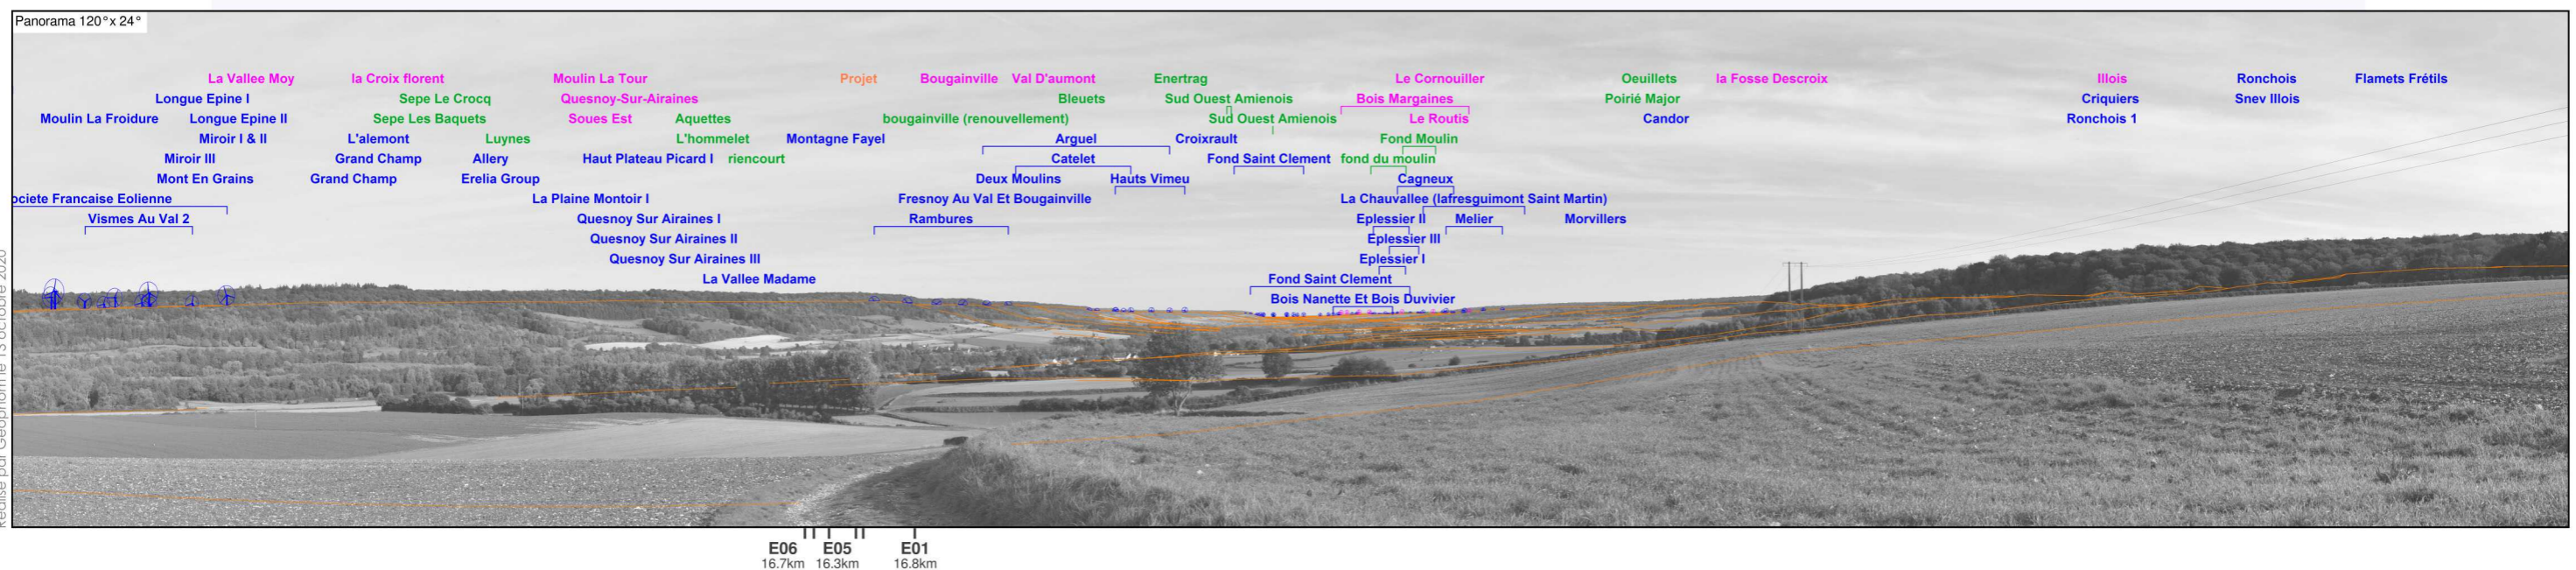 Panorama 120°x 24°
La Vallee Moy la Croix florent Moulin La Tour Projet Bougainville Val D'aumont Enertrag Le Cornouiller Oeuillets la Fosse Descroix Illois Ronchois Flamets Frétils
Longue Epine I Sepe Le Crocq Quesnoy-Sur-Airaines Bleuets Sud Ouest Amienois Bois Margaines Poirié Major Criquiers Snev Illois
Moulin La Froidure Longue Epine II Sepe Les Baquets Soues Est Aquettes bougainville (renouvellement) Sud Ouest Amienois Le Routis Candor Ronchois 1
Miroir I & II L'alemont Luynes L'hommelet Montagne Fayel Arguel Croixrault Fond Moulin
Miroir III Grand Champ Allery Haut Plateau Picard I riencourt Catelet Fond Saint Clement fond du moulin
Mont En Grains Grand Champ Erelia Group Deux Moulins Hauts Vimeu Cagneux
ociete Francaise Eolienne La Plaine Montoir I Fresnoy Au Val Et Bougainville La Chauvallee (lafresguimont Saint Martin)
Vismes Au Val 2 Quesnoy Sur Airaines I Rambures Eplessier II Melier Morvillers
Quesnoy Sur Airaines II Eplessier III
Quesnoy Sur Airaines III Eplessier I
La Vallee Madame Fond Saint Clement
Bois Nanette Et Bois Duvivier
E06 E05 E01
16.7km 16.3km 16.8km